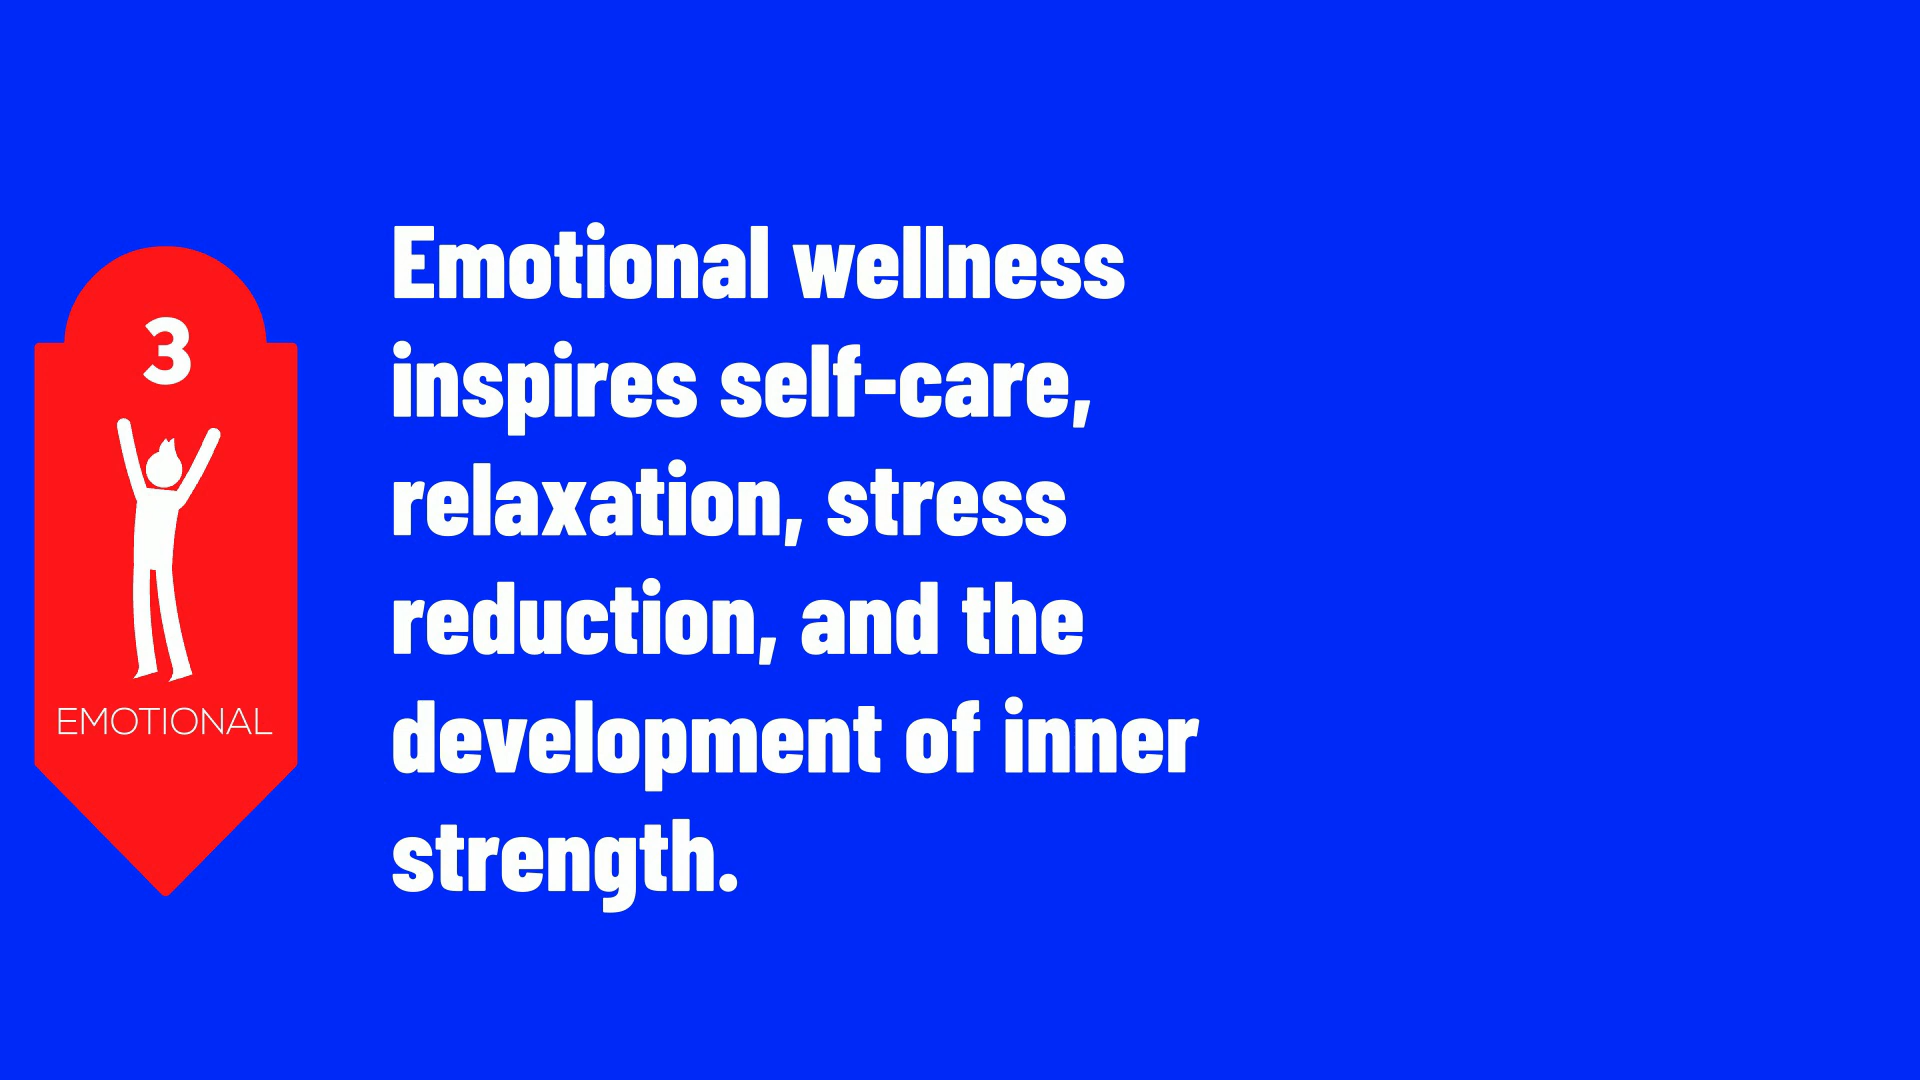 3
EMOTIONAL
Emotional wellness
inspires self-care,
relaxation, stress
reduction, and the
development of inner
strength.